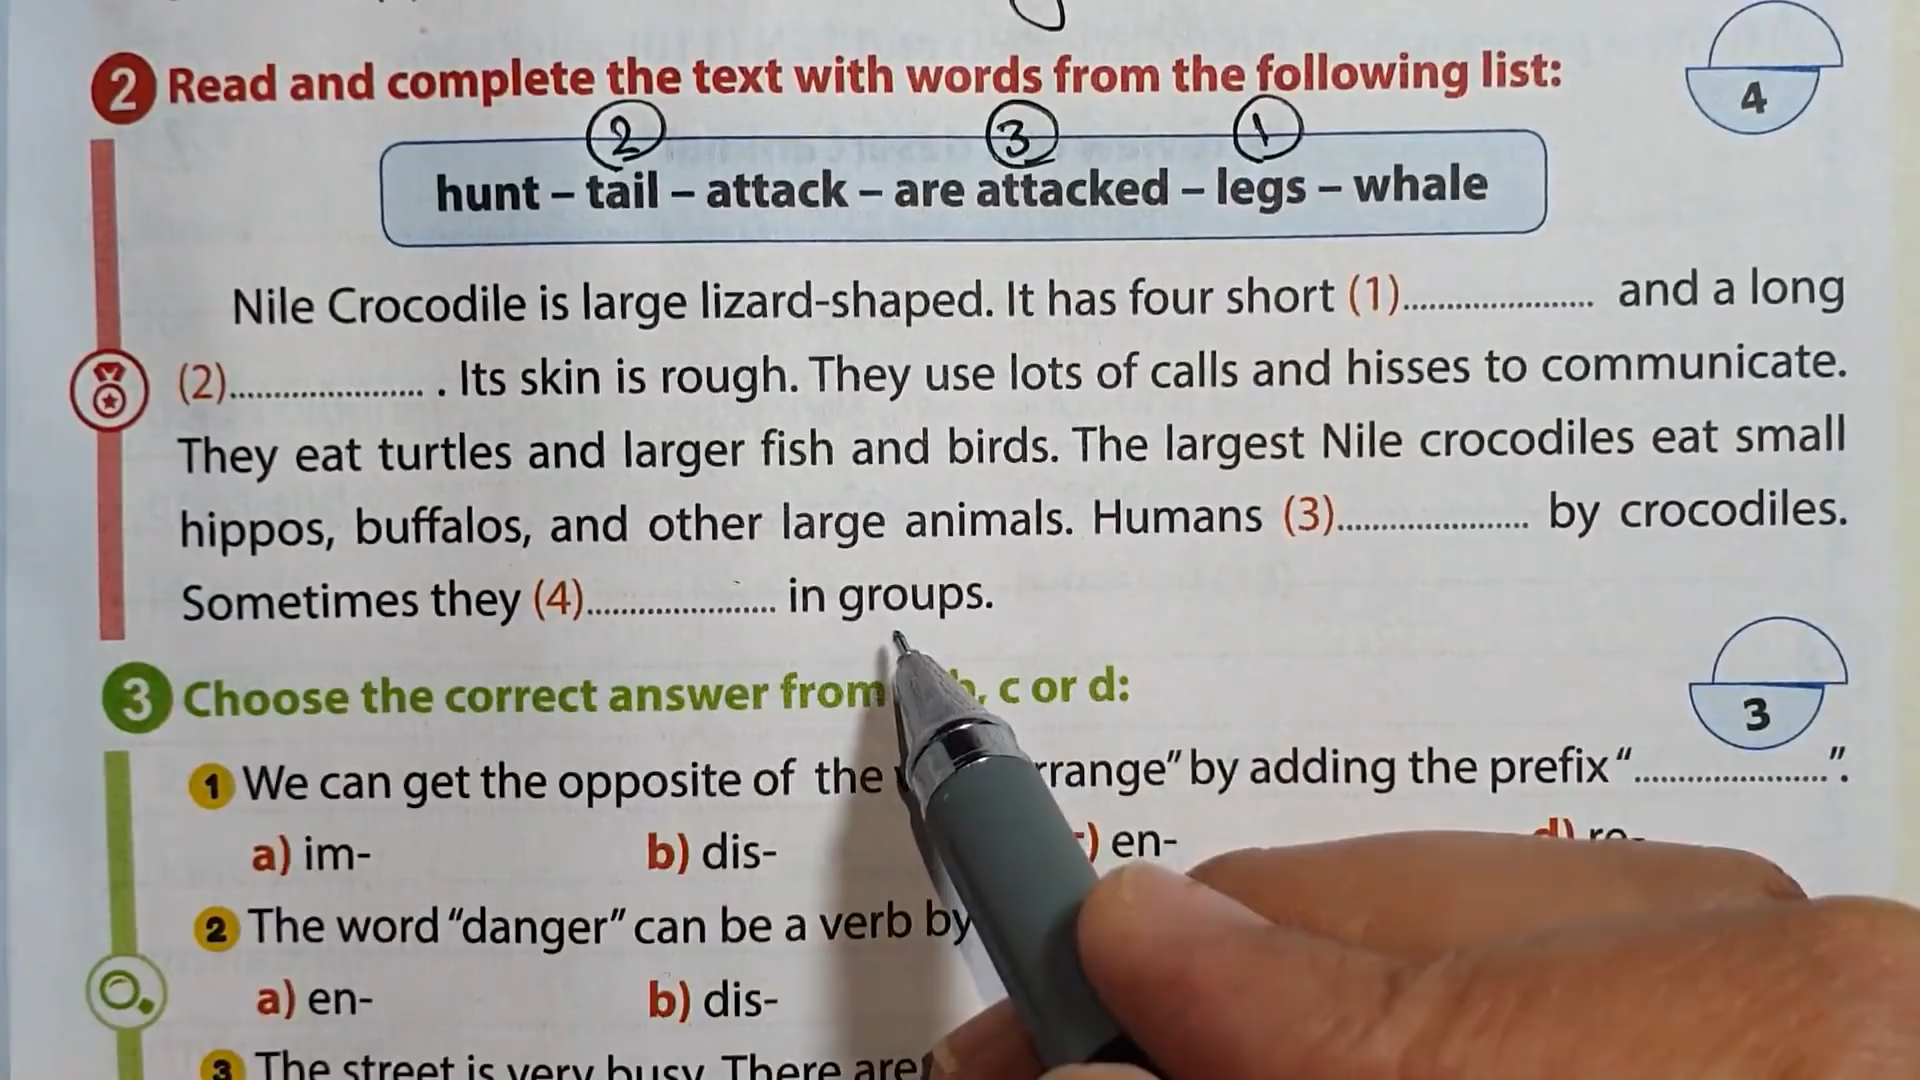 2 Read and complete the text with words from the following list:
4
2 3 1
hunt – tail – attack – are attacked – legs – whale
Nile Crocodile is large lizard-shaped. It has four short (1)..................... and a long
(2)..................... . Its skin is rough. They use lots of calls and hisses to communicate.
They eat turtles and larger fish and birds. The largest Nile crocodiles eat small
hippos, buffalos, and other large animals. Humans (3)..................... by crocodiles.
Sometimes they (4)..................... in groups.
3 Choose the correct answer from b, c or d:
3
1 We can get the opposite of the rrange" by adding the prefix ".....................".
a) im- b) dis- ) en- d) re-
2 The word "danger" can be a verb by
a) en- b) dis-
3 The street is very busy. There are